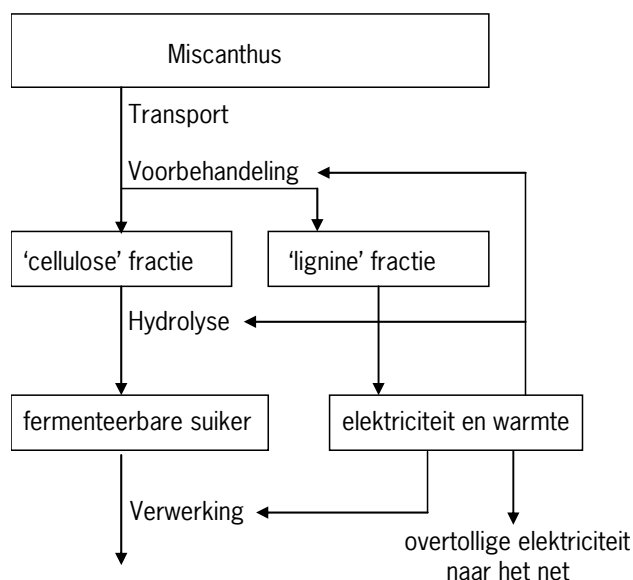 Miscanthus
Transport
Voorbehandeling
‘cellulose’ fractie
‘lignine’ fractie
Hydrolyse
fermenteerbare suiker
elektriciteit en warmte
Verwerking
overtollige elektriciteit
naar het net